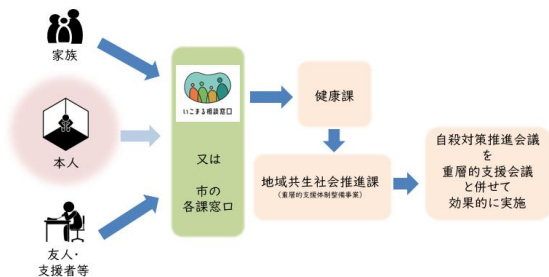 家族
本人
友人・
支援者等
いこまる相談窓口
又は
市の
各課窓口
健康課
地域共生社会推進課
(重層的支援体制整備事業)
自殺対策推進会議
を
重層的支援会議
と併せて
効果的に実施